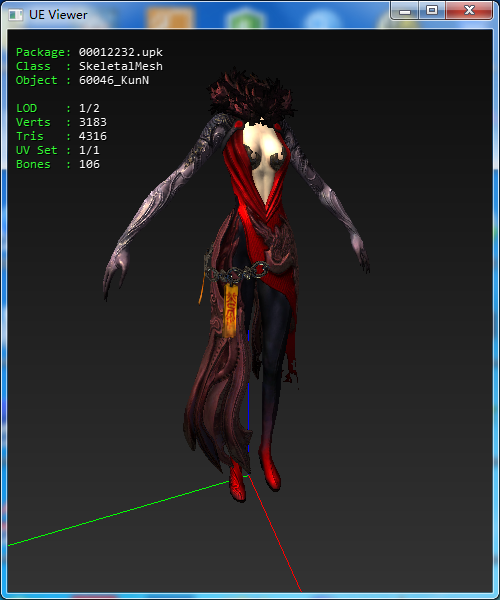 UE Viewer
Package: 00012232.upk
Class : SkeletalMesh
Object : 60046_KunN
LOD : 1/2
Verts : 3183
Tris : 4316
UV Set : 1/1
Bones : 106